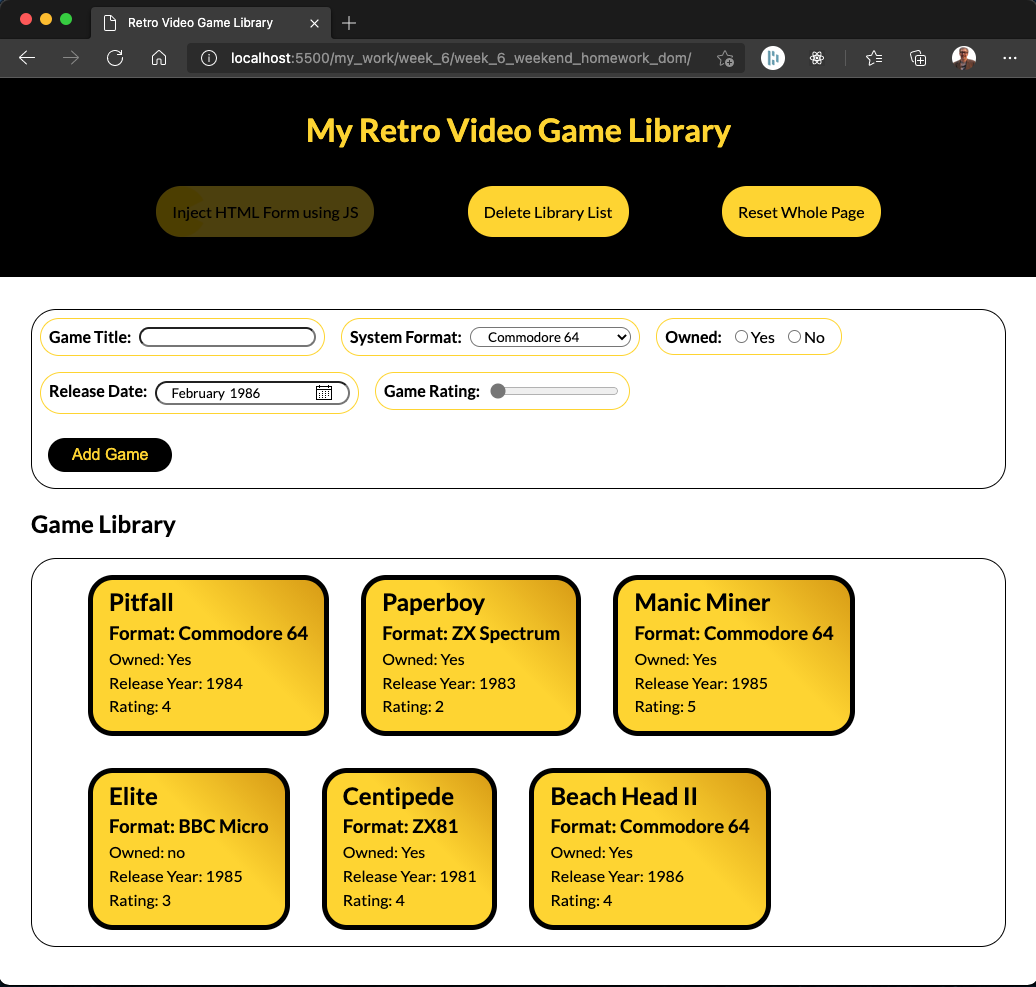 Retro Video Game Library
localhost:5500/my_work/week_6/week_6_weekend_homework_dom/
My Retro Video Game Library
Inject HTML Form using JS
Delete Library List
Reset Whole Page
Game Title:
System Format: Commodore 64
Owned: Yes No
Release Date: February 1986
Game Rating:
Add Game
Game Library
Pitfall
Format: Commodore 64
Owned: Yes
Release Year: 1984
Rating: 4
Paperboy
Format: ZX Spectrum
Owned: Yes
Release Year: 1983
Rating: 2
Manic Miner
Format: Commodore 64
Owned: Yes
Release Year: 1985
Rating: 5
Elite
Format: BBC Micro
Owned: no
Release Year: 1985
Rating: 3
Centipede
Format: ZX81
Owned: Yes
Release Year: 1981
Rating: 4
Beach Head II
Format: Commodore 64
Owned: Yes
Release Year: 1986
Rating: 4